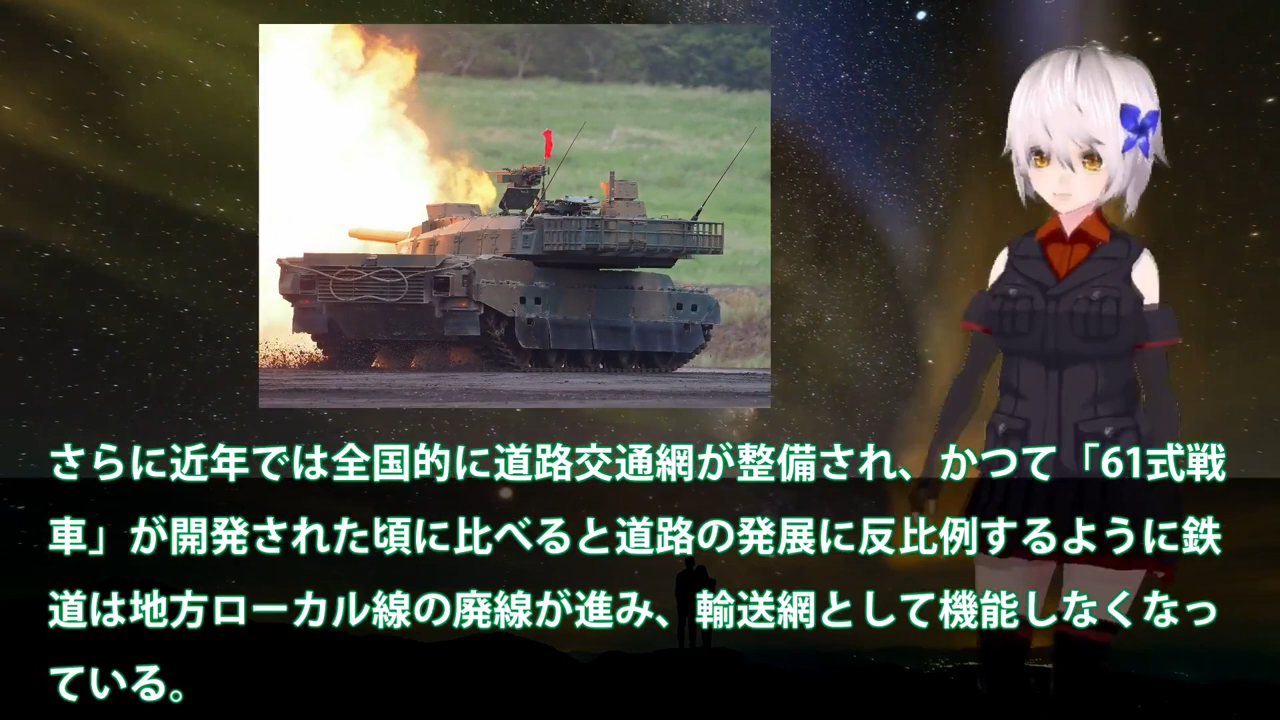 さらに近年では全国的に道路交通網が整備され、かつて「61式戦
車」が開発された頃に比べると道路の発展に反比例するように鉄
道は地方ローカル線の廃線が進み、輸送網として機能しなくなっ
ている。